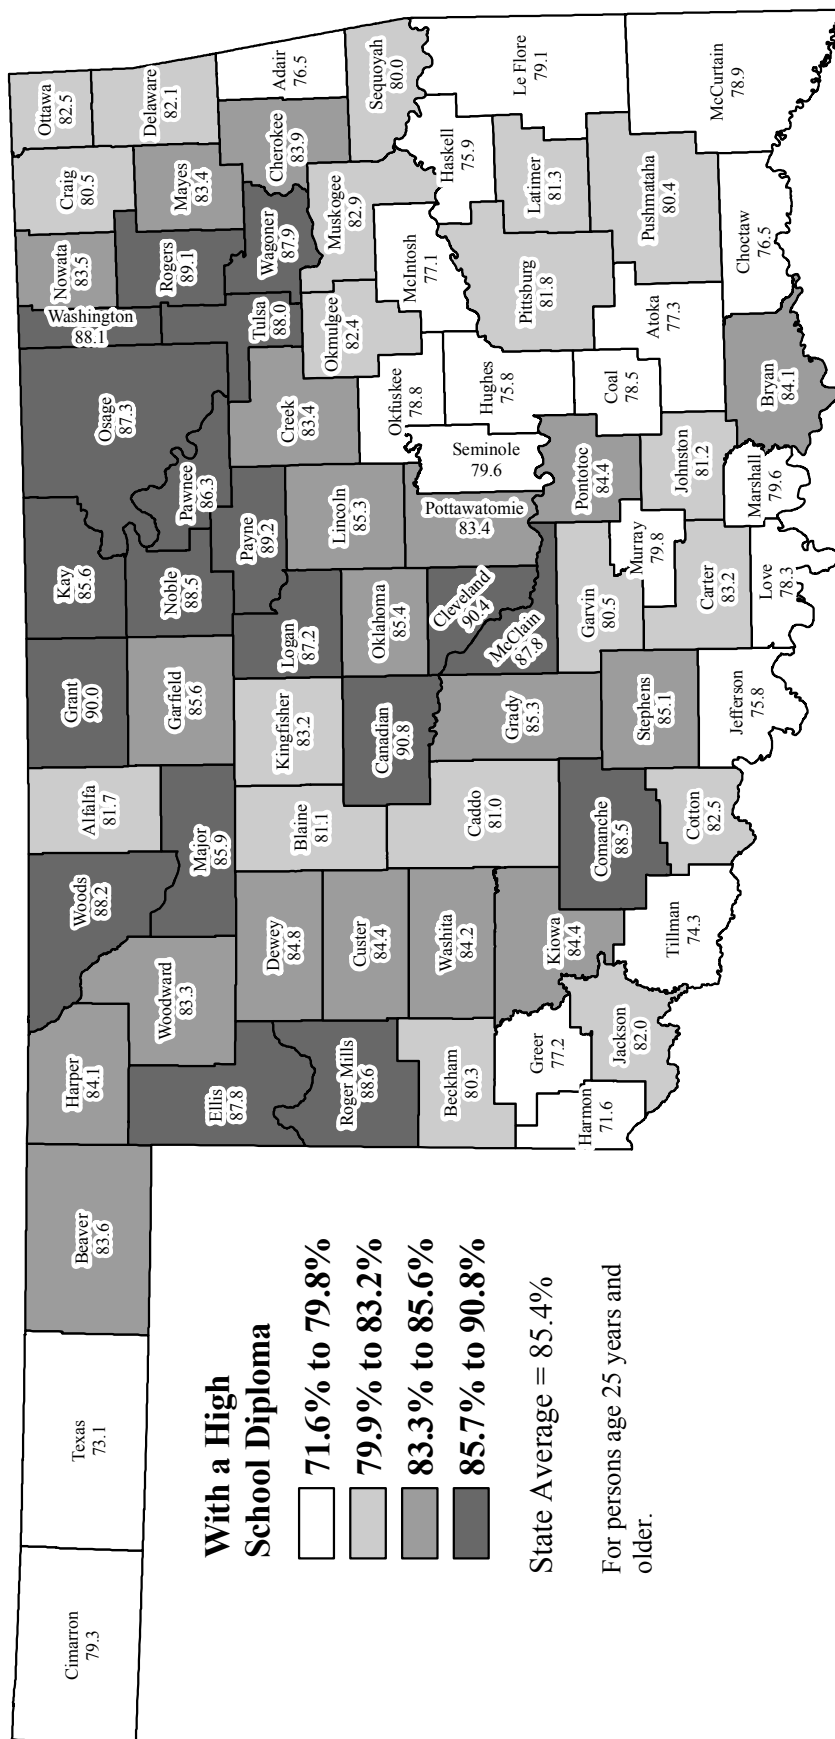 Cimarron
79.3
Texas
73.1
Beaver
83.6
Harper
84.1
Woods
88.2
Alfalfa
81.7
Grant
90.0
Kay
85.6
Osage
87.3
Washington
88.1
Nowata
83.5
Craig
80.5
Ottawa
82.5
Ellis
87.8
Woodward
83.3
Major
85.9
Garfield
85.6
Noble
88.5
Pawnee
86.3
Rogers
89.1
Mayes
83.4
Delaware
82.1
Roger Mills
88.6
Dewey
84.8
Blaine
81.1
Kingfisher
83.2
Logan
87.2
Payne
89.2
Creek
83.4
Tulsa
88.0
Wagoner
87.9
Cherokee
83.9
Adair
76.5
Custer
84.4
Canadian
90.8
Oklahoma
85.4
Lincoln
85.3
Okmulgee
82.4
Muskogee
82.9
Sequoyah
80.0
Beckham
80.3
Washita
84.2
Caddo
81.0
Grady
85.3
Cleveland
90.4
McClain
87.8
Pottawatomie
83.4
Seminole
79.6
Okfuskee
78.8
Hughes
75.8
McIntosh
77.1
Haskell
75.9
Le Flore
79.1
Harmon
71.6
Greer
77.2
Kiowa
84.4
Comanche
88.5
Stephens
85.1
Garvin
80.5
Murray
79.8
Pontotoc
84.4
Coal
78.5
Pittsburg
81.8
Latimer
81.3
Jackson
82.0
Tillman
74.3
Cotton
82.5
Jefferson
75.8
Carter
83.2
Johnston
81.2
Atoka
77.3
Pushmataha
80.4
McCurtain
78.9
Love
78.3
Marshall
79.6
Bryan
84.1
Choctaw
76.5
With a High
School Diploma
71.6% to 79.8%
79.9% to 83.2%
83.3% to 85.6%
85.7% to 90.8%
State Average = 85.4%
For persons age 25 years and
older.